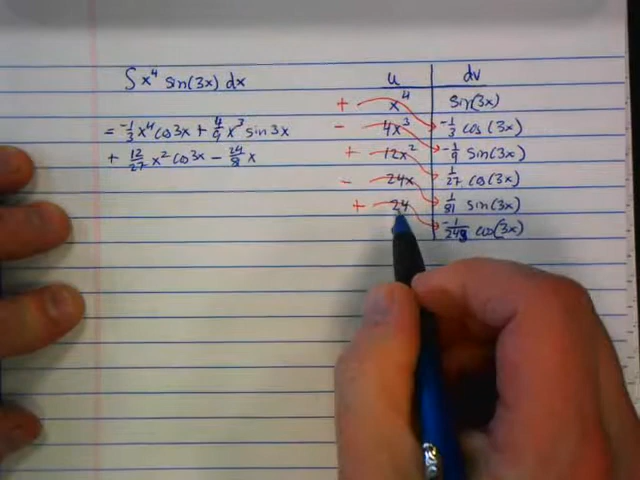 ∫ x⁴ sin(3x) dx
= -1/3 x⁴ cos3x + 4/9 x³ sin3x
+ 12/27 x² cos3x - 24/8 x
u dv
+ x⁴ sin(3x)
- 4x³ -1/3 cos(3x)
+ 12x² -1/9 sin(3x)
- 24x 1/27 cos(3x)
+ 24 1/81 sin(3x)
-1/243 cos(3x)